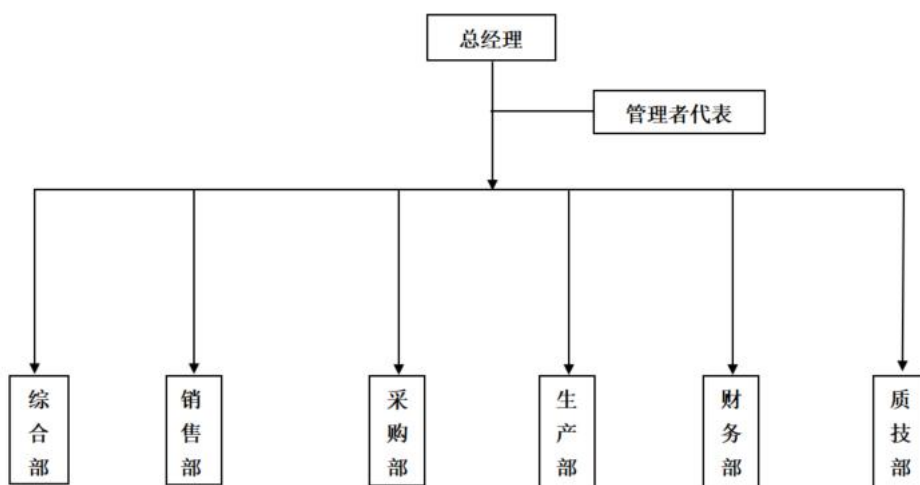 总经理
管理者代表
综合部
销售部
采购部
生产部
财务部
质技部